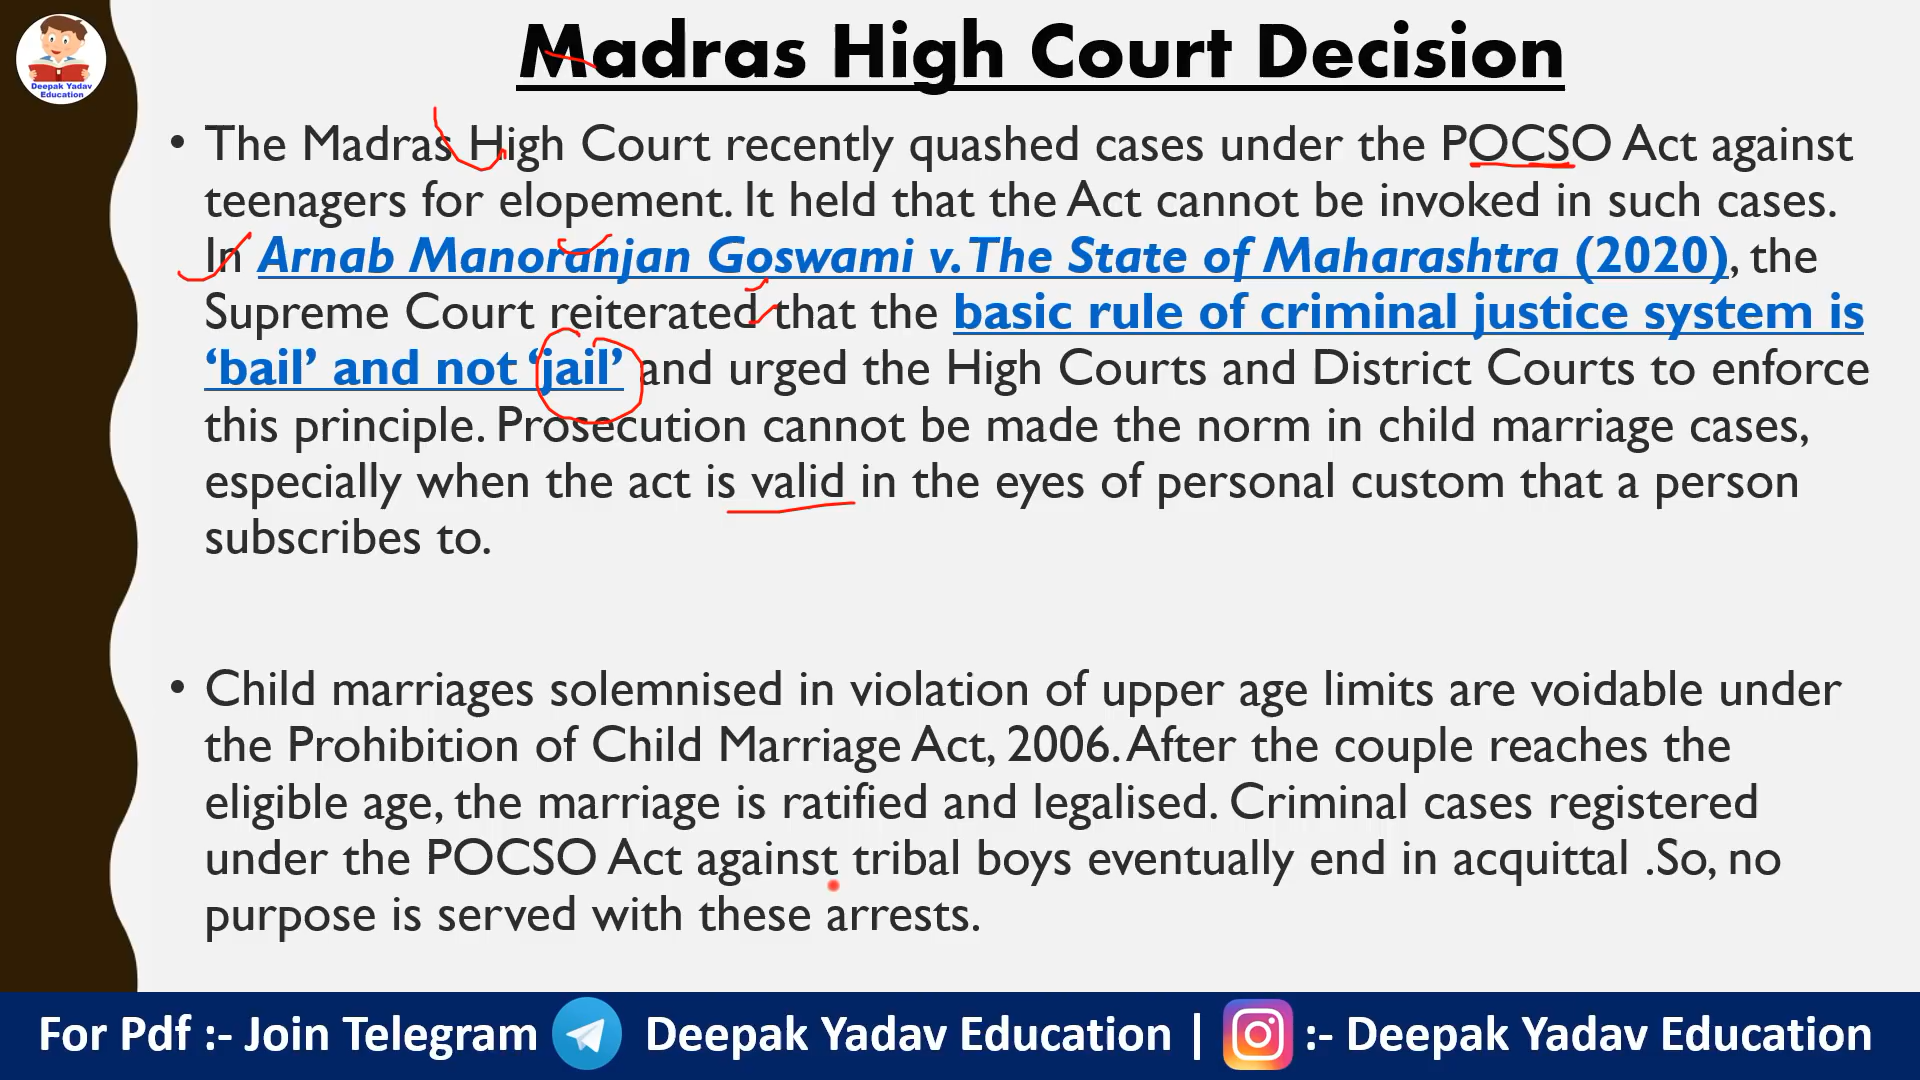 Deepak Yadav
Education
Madras High Court Decision
• The Madras High Court recently quashed cases under the POCSO Act against
teenagers for elopement. It held that the Act cannot be invoked in such cases.
In Arnab Manoranjan Goswami v. The State of Maharashtra (2020), the
Supreme Court reiterated that the basic rule of criminal justice system is
‘bail’ and not ‘jail’ and urged the High Courts and District Courts to enforce
this principle. Prosecution cannot be made the norm in child marriage cases,
especially when the act is valid in the eyes of personal custom that a person
subscribes to.
• Child marriages solemnised in violation of upper age limits are voidable under
the Prohibition of Child Marriage Act, 2006. After the couple reaches the
eligible age, the marriage is ratified and legalised. Criminal cases registered
under the POCSO Act against tribal boys eventually end in acquittal .So, no
purpose is served with these arrests.
For Pdf :- Join Telegram Deepak Yadav Education | :- Deepak Yadav Education